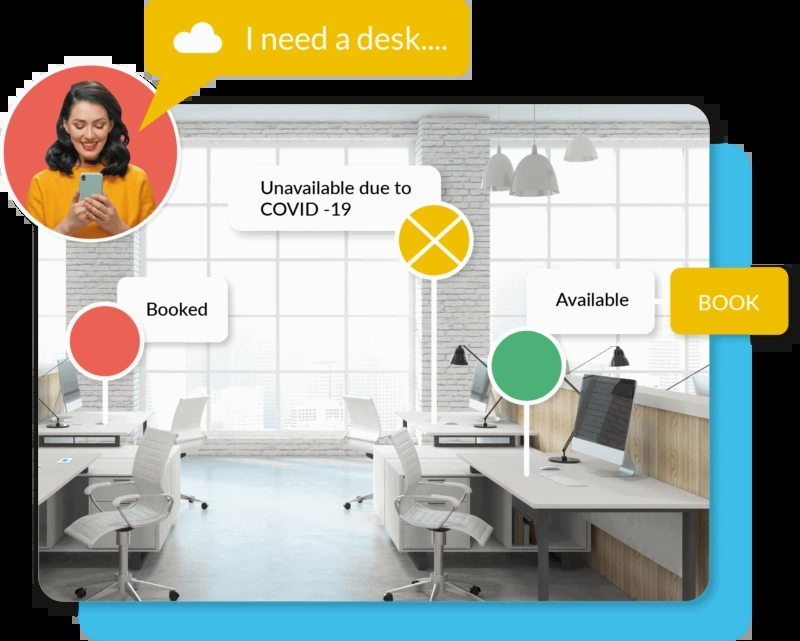 I need a desk....
Unavailable due to
COVID -19
Booked
Available
BOOK